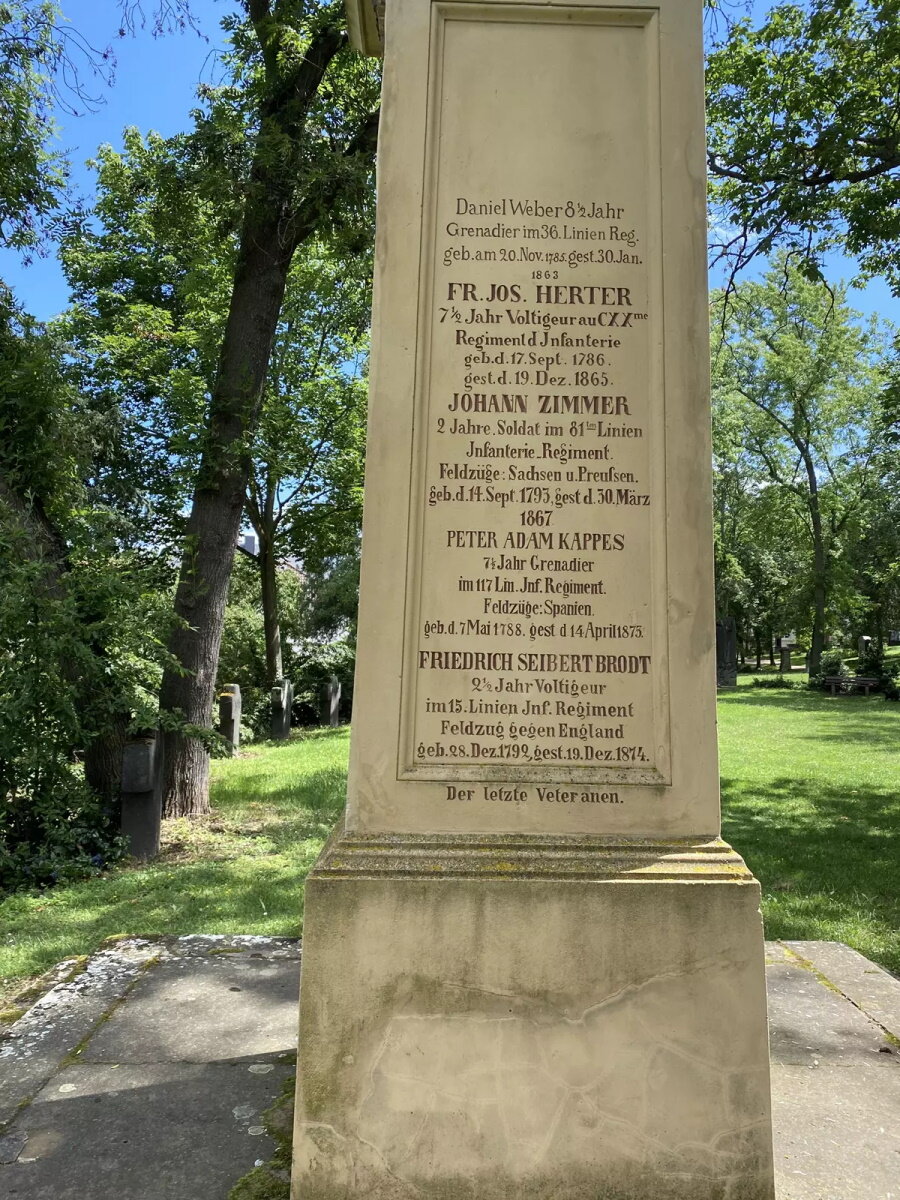 Daniel Weber 8½ Jahr
Grenadier im 36. Linien Reg.
geb. am 20. Nov. 1785. gest. 30. Jan.
1863
FR. JOS. HERTER
7½ Jahr Voltigeur au CXXme
Regiment d Jnfanterie
geb. d. 17. Sept. 1786.
gest. d. 19. Dez. 1865.
JOHANN ZIMMER
2 Jahre. Soldat im 81ten Linien
Jnfanterie-Regiment.
Feldzüge: Sachsen u. Preufsen.
geb. d. 14. Sept. 1793, gest d. 30. März
1867
PETER ADAM KAPPES
7½ Jahr Grenadier
im 117 Lin. Jnf. Regiment.
Feldzüge: Spanien.
geb. d. 7 Mai 1788. gest d 14 April 1873.
FRIEDRICH SEIBERT BRODT
2½ Jahr Voltigeur
im 15. Linien Jnf. Regiment
Feldzug gegen England
geb. 28. Dez. 1792, gest. 19. Dez. 1874.
Der letzte Veteranen.